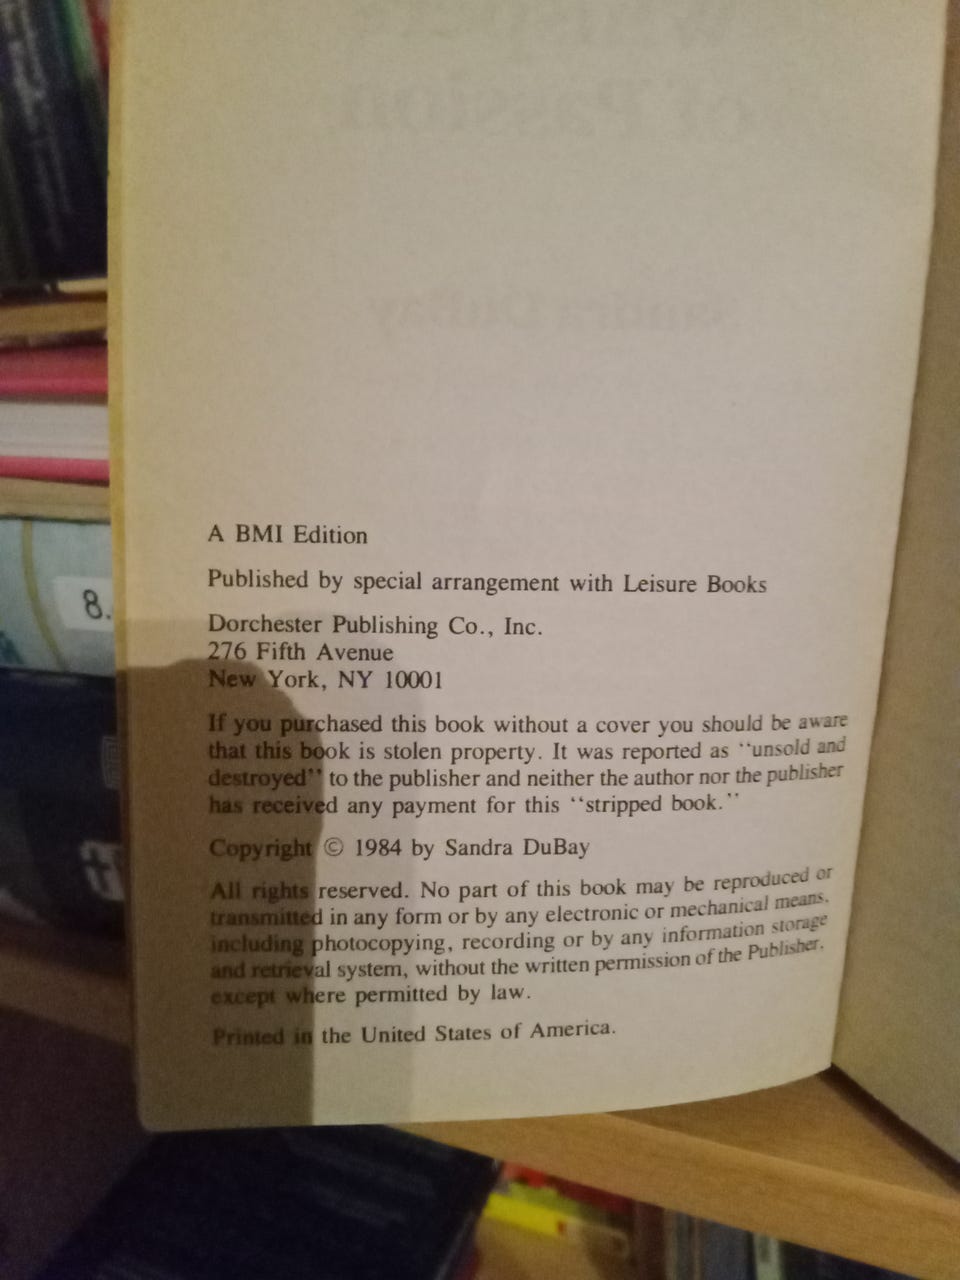 Whispers
of Passion
Sandra DuBay
A BMI Edition
Published by special arrangement with Leisure Books
Dorchester Publishing Co., Inc.
276 Fifth Avenue
New York, NY 10001
If you purchased this book without a cover you should be aware
that this book is stolen property. It was reported as “unsold and
destroyed” to the publisher and neither the author nor the publisher
has received any payment for this “stripped book.”
Copyright © 1984 by Sandra DuBay
All rights reserved. No part of this book may be reproduced or
transmitted in any form or by any electronic or mechanical means,
including photocopying, recording or by any information storage
and retrieval system, without the written permission of the Publisher,
except where permitted by law.
Printed in the United States of America.
8.